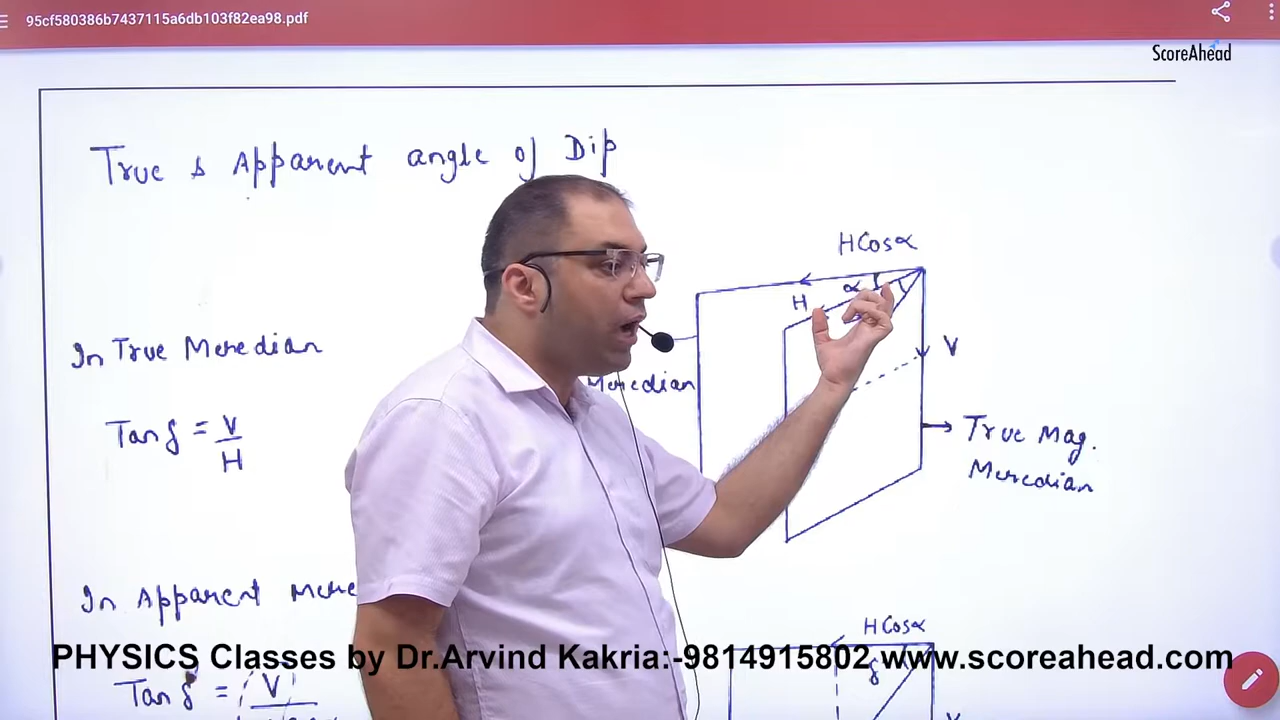 95cf580386b7437115a6db103f82ea98.pdf
ScoreAhead
True & Apparent angle of Dip
HCosα
α
H
In True Meredian
V
Meredian
Tan δ = V/H
True Mag.
Meredian
In Apparent Mere
HCosα
PHYSICS Classes by Dr.Arvind Kakria:-9814915802 www.scoreahead.com
δ
Tan δ = V